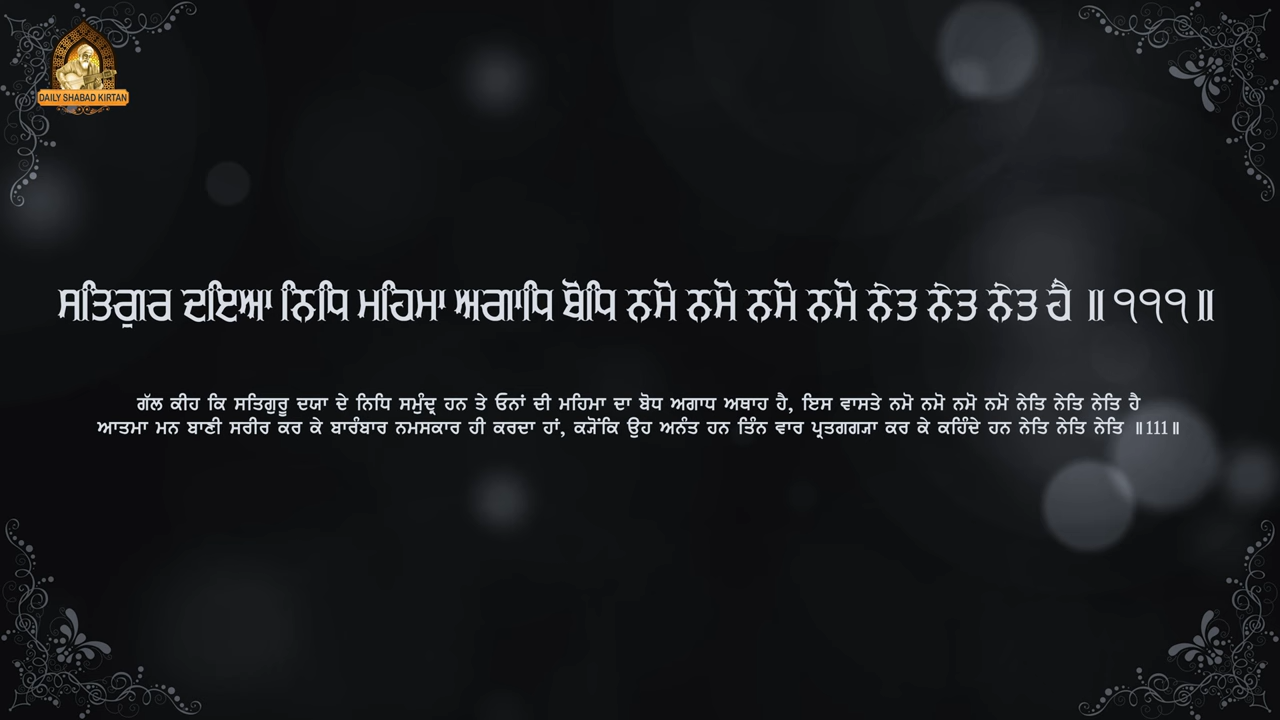 DAILY SHABAD KIRTAN
ਸਤਿਗੁਰ ਦਇਆ ਨਿਧਿ ਮਹਿਮਾ ਅਗਾਧਿ ਬੋਧਿ ਨਮੋ ਨਮੋ ਨਮੋ ਨਮੋ ਨੇਤ ਨੇਤ ਨੇਤ ਹੈ ॥੧੧੧॥
ਗੱਲ ਕੀਹ ਕਿ ਸਤਿਗੁਰੂ ਦਯਾ ਦੇ ਨਿਧਿ ਸਮੁੰਦ੍ਰ ਹਨ ਤੇ ਓਨਾਂ ਦੀ ਮਹਿਮਾ ਦਾ ਬੋਧ ਅਗਾਧ ਅਥਾਹ ਹੈ, ਇਸ ਵਾਸਤੇ ਨਮੋ ਨਮੋ ਨਮੋ ਨਮੋ ਨੇਤਿ ਨੇਤਿ ਨੇਤਿ ਹੈ
ਆਤਮਾ ਮਨ ਬਾਣੀ ਸਰੀਰ ਕਰ ਕੇ ਬਾਰੰਬਾਰ ਨਮਸਕਾਰ ਹੀ ਕਰਦਾ ਹਾਂ, ਕ੍ਯੋਂਕਿ ਉਹ ਅਨੰਤ ਹਨ ਤਿੰਨ ਵਾਰ ਪ੍ਰਤਗਗ੍ਯਾ ਕਰ ਕੇ ਕਹਿੰਦੇ ਹਨ ਨੇਤਿ ਨੇਤਿ ਨੇਤਿ ॥111॥